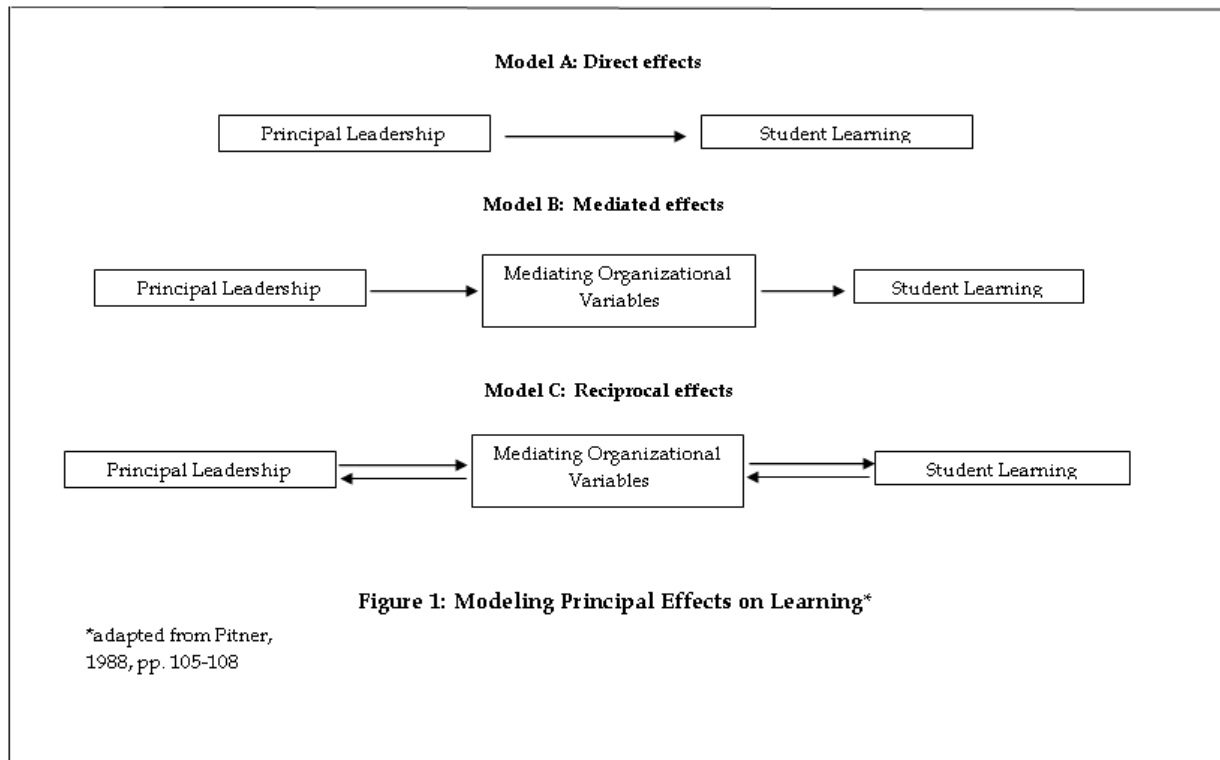 Model A: Direct effects
Principal Leadership
Student Learning
Model B: Mediated effects
Principal Leadership
Mediating Organizational
Variables
Student Learning
Model C: Reciprocal effects
Principal Leadership
Mediating Organizational
Variables
Student Learning
Figure 1: Modeling Principal Effects on Learning*
*adapted from Pitner,
1988, pp. 105-108